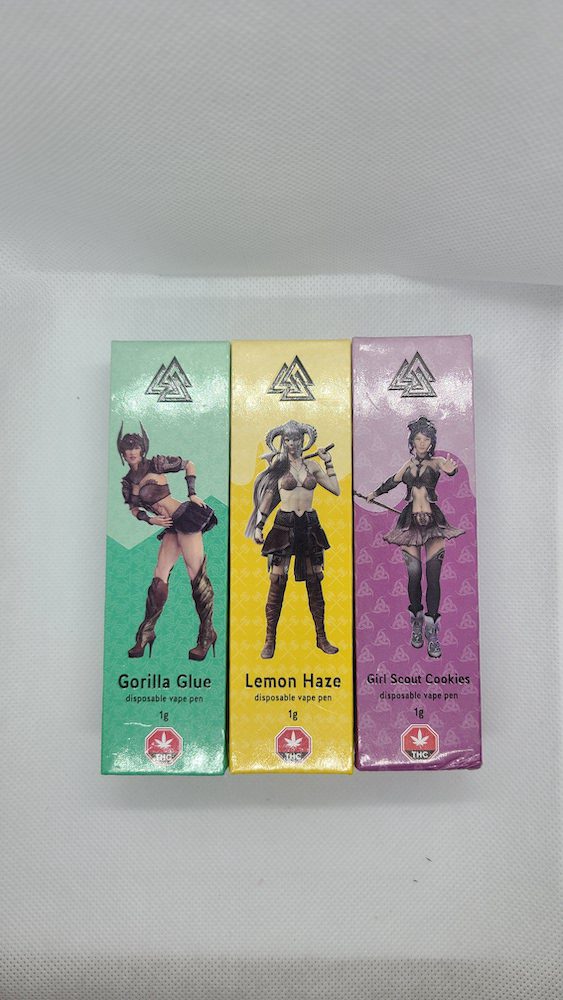 Gorilla Glue
disposable vape pen
1g
THC
Lemon Haze
disposable vape pen
1g
THC
Girl Scout Cookies
disposable vape pen
1g
THC